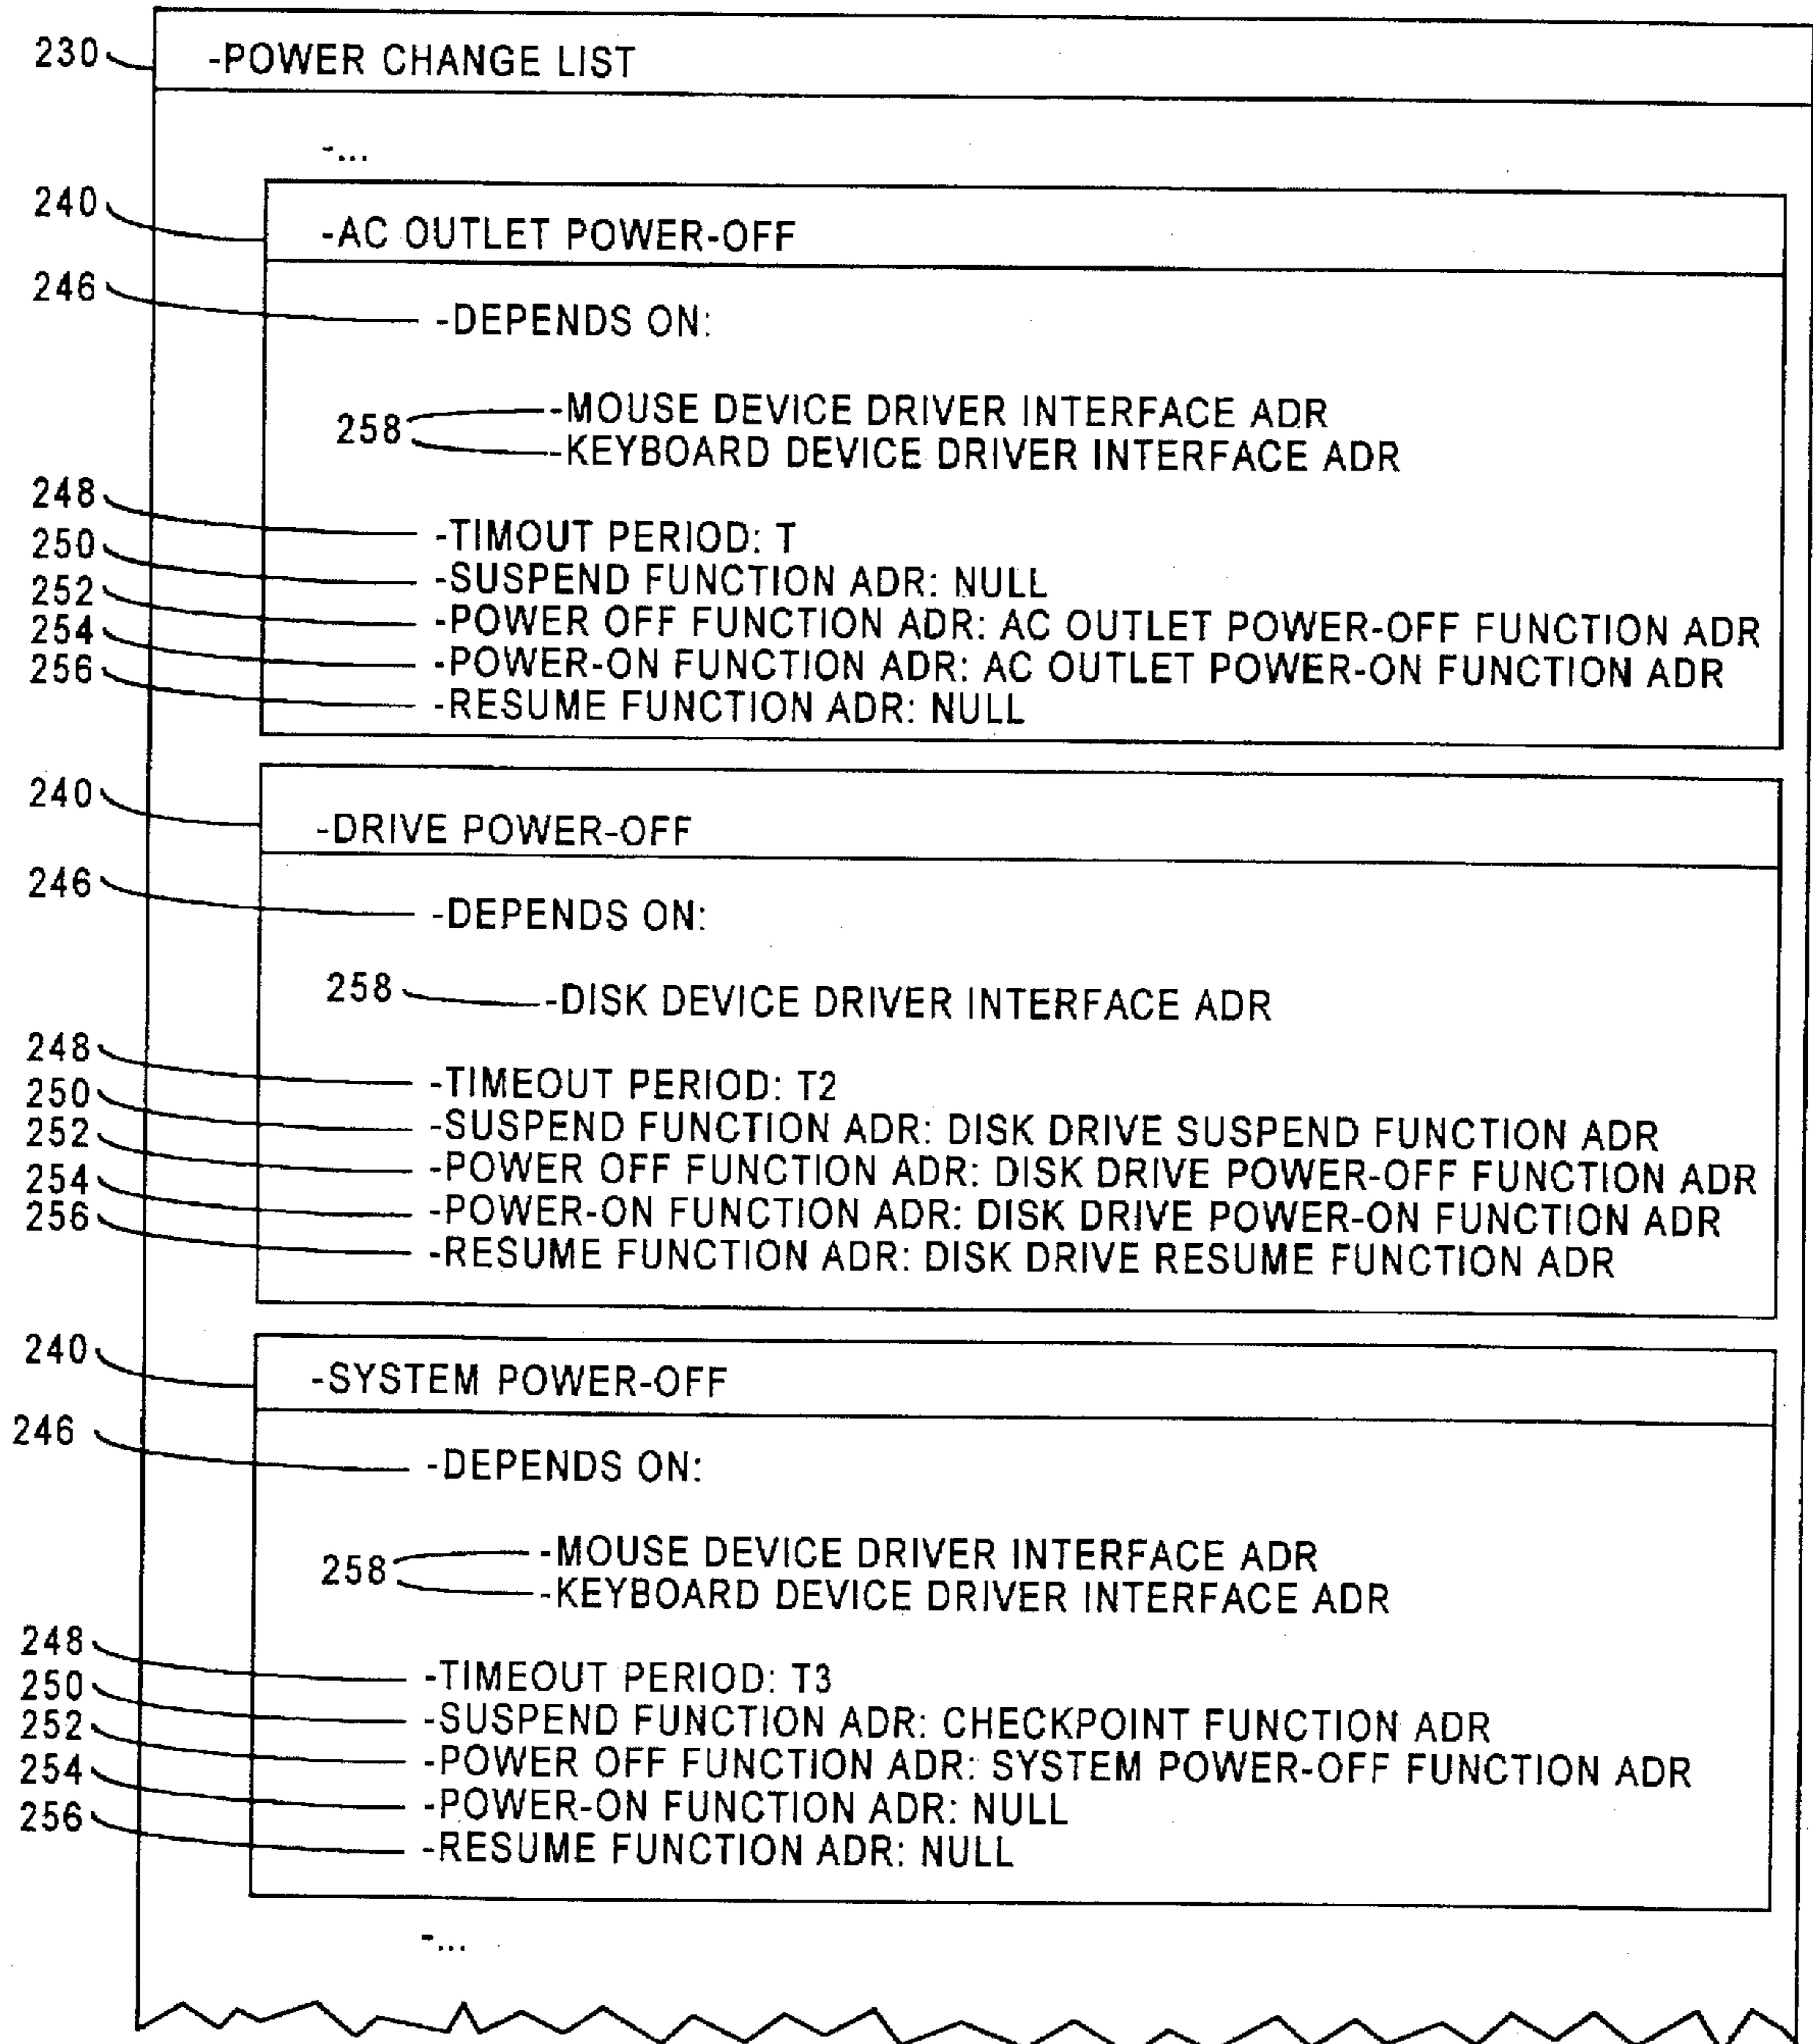 230 -POWER CHANGE LIST
-...
240 -AC OUTLET POWER-OFF
246 -DEPENDS ON:
258 -MOUSE DEVICE DRIVER INTERFACE ADR
-KEYBOARD DEVICE DRIVER INTERFACE ADR
248 -TIMOUT PERIOD: T
250 -SUSPEND FUNCTION ADR: NULL
252 -POWER OFF FUNCTION ADR: AC OUTLET POWER-OFF FUNCTION ADR
254 -POWER-ON FUNCTION ADR: AC OUTLET POWER-ON FUNCTION ADR
256 -RESUME FUNCTION ADR: NULL
240 -DRIVE POWER-OFF
246 -DEPENDS ON:
258 -DISK DEVICE DRIVER INTERFACE ADR
248 -TIMEOUT PERIOD: T2
250 -SUSPEND FUNCTION ADR: DISK DRIVE SUSPEND FUNCTION ADR
252 -POWER OFF FUNCTION ADR: DISK DRIVE POWER-OFF FUNCTION ADR
254 -POWER-ON FUNCTION ADR: DISK DRIVE POWER-ON FUNCTION ADR
256 -RESUME FUNCTION ADR: DISK DRIVE RESUME FUNCTION ADR
240 -SYSTEM POWER-OFF
246 -DEPENDS ON:
258 -MOUSE DEVICE DRIVER INTERFACE ADR
-KEYBOARD DEVICE DRIVER INTERFACE ADR
248 -TIMEOUT PERIOD: T3
250 -SUSPEND FUNCTION ADR: CHECKPOINT FUNCTION ADR
252 -POWER OFF FUNCTION ADR: SYSTEM POWER-OFF FUNCTION ADR
254 -POWER-ON FUNCTION ADR: NULL
256 -RESUME FUNCTION ADR: NULL
-...